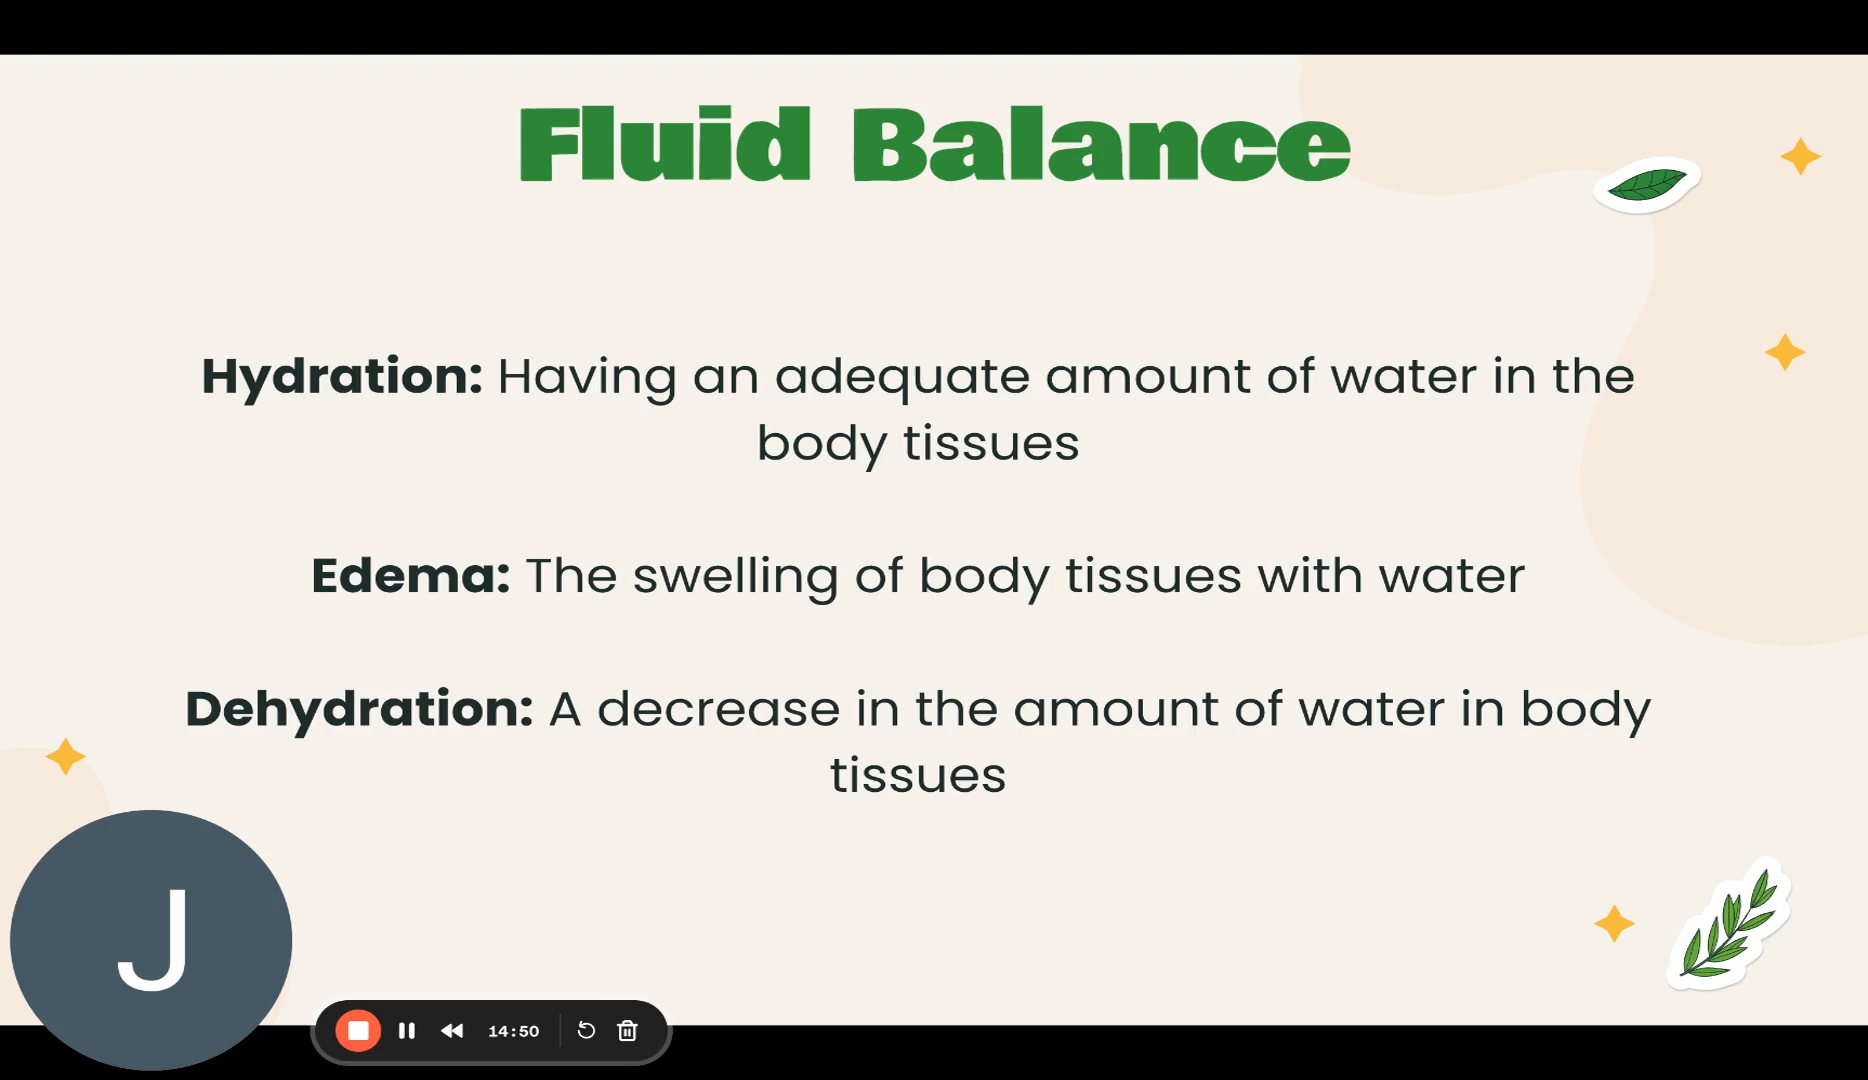 Fluid Balance
Hydration: Having an adequate amount of water in the
body tissues
Edema: The swelling of body tissues with water
Dehydration: A decrease in the amount of water in body
tissues
J
14:50